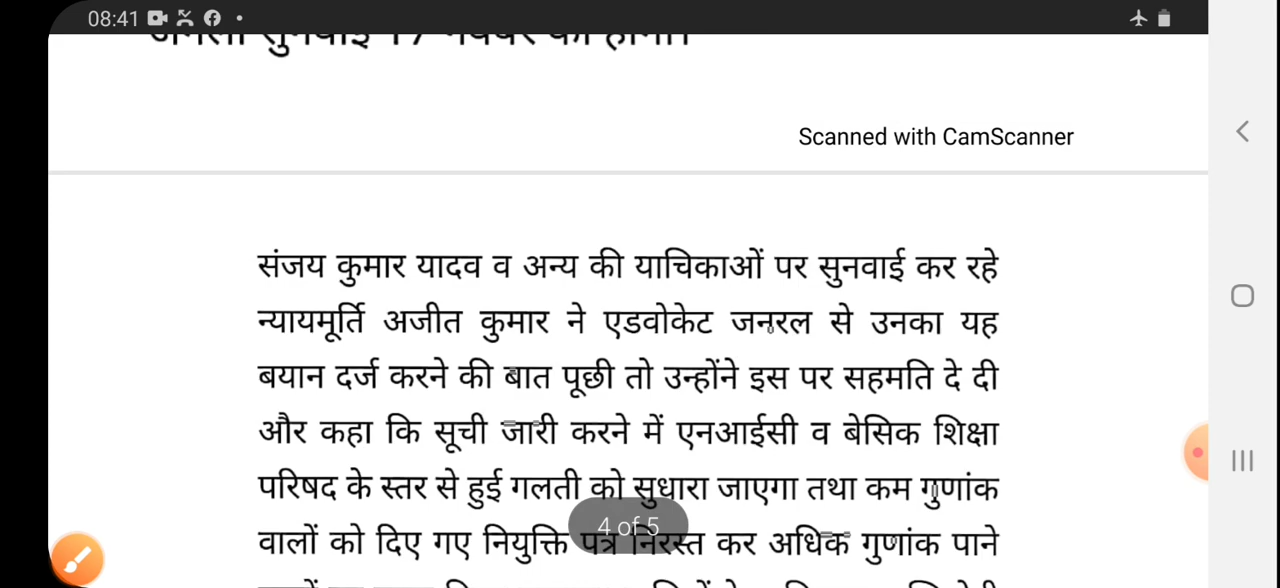 08:41
17 को
Scanned with CamScanner
संजय कुमार यादव व अन्य की याचिकाओं पर सुनवाई कर रहे
न्यायमूर्ति अजीत कुमार ने एडवोकेट जनरल से उनका यह
बयान दर्ज करने की बात पूछी तो उन्होंने इस पर सहमति दे दी
और कहा कि सूची जारी करने में एनआईसी व बेसिक शिक्षा
परिषद के स्तर से हुई गलती को सुधारा जाएगा तथा कम गुणांक
4 of 5
वालों को दिए गए नियुक्ति पत्र निरस्त कर अधिक गुणांक पाने